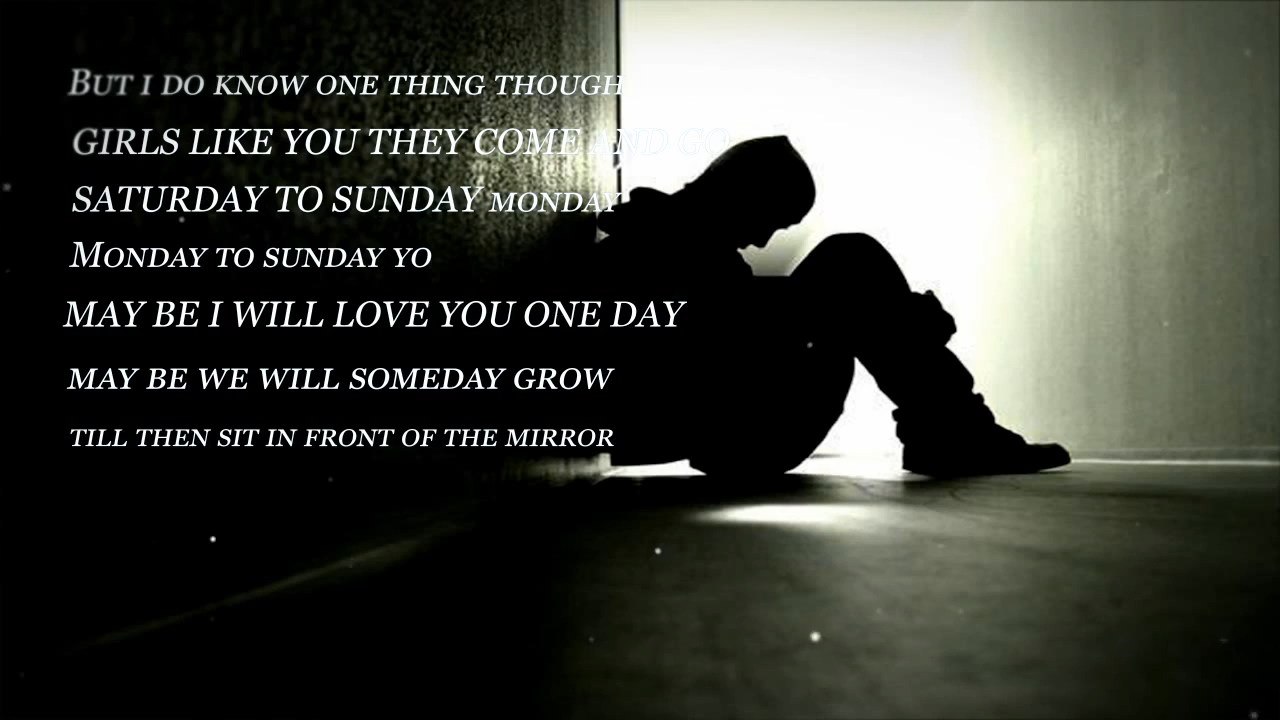 BUT I DO KNOW ONE THING THOUGH
GIRLS LIKE YOU THEY COME AND GO
SATURDAY TO SUNDAY MONDAY
MONDAY TO SUNDAY YO
MAY BE I WILL LOVE YOU ONE DAY
MAY BE WE WILL SOMEDAY GROW
TILL THEN SIT IN FRONT OF THE MIRROR